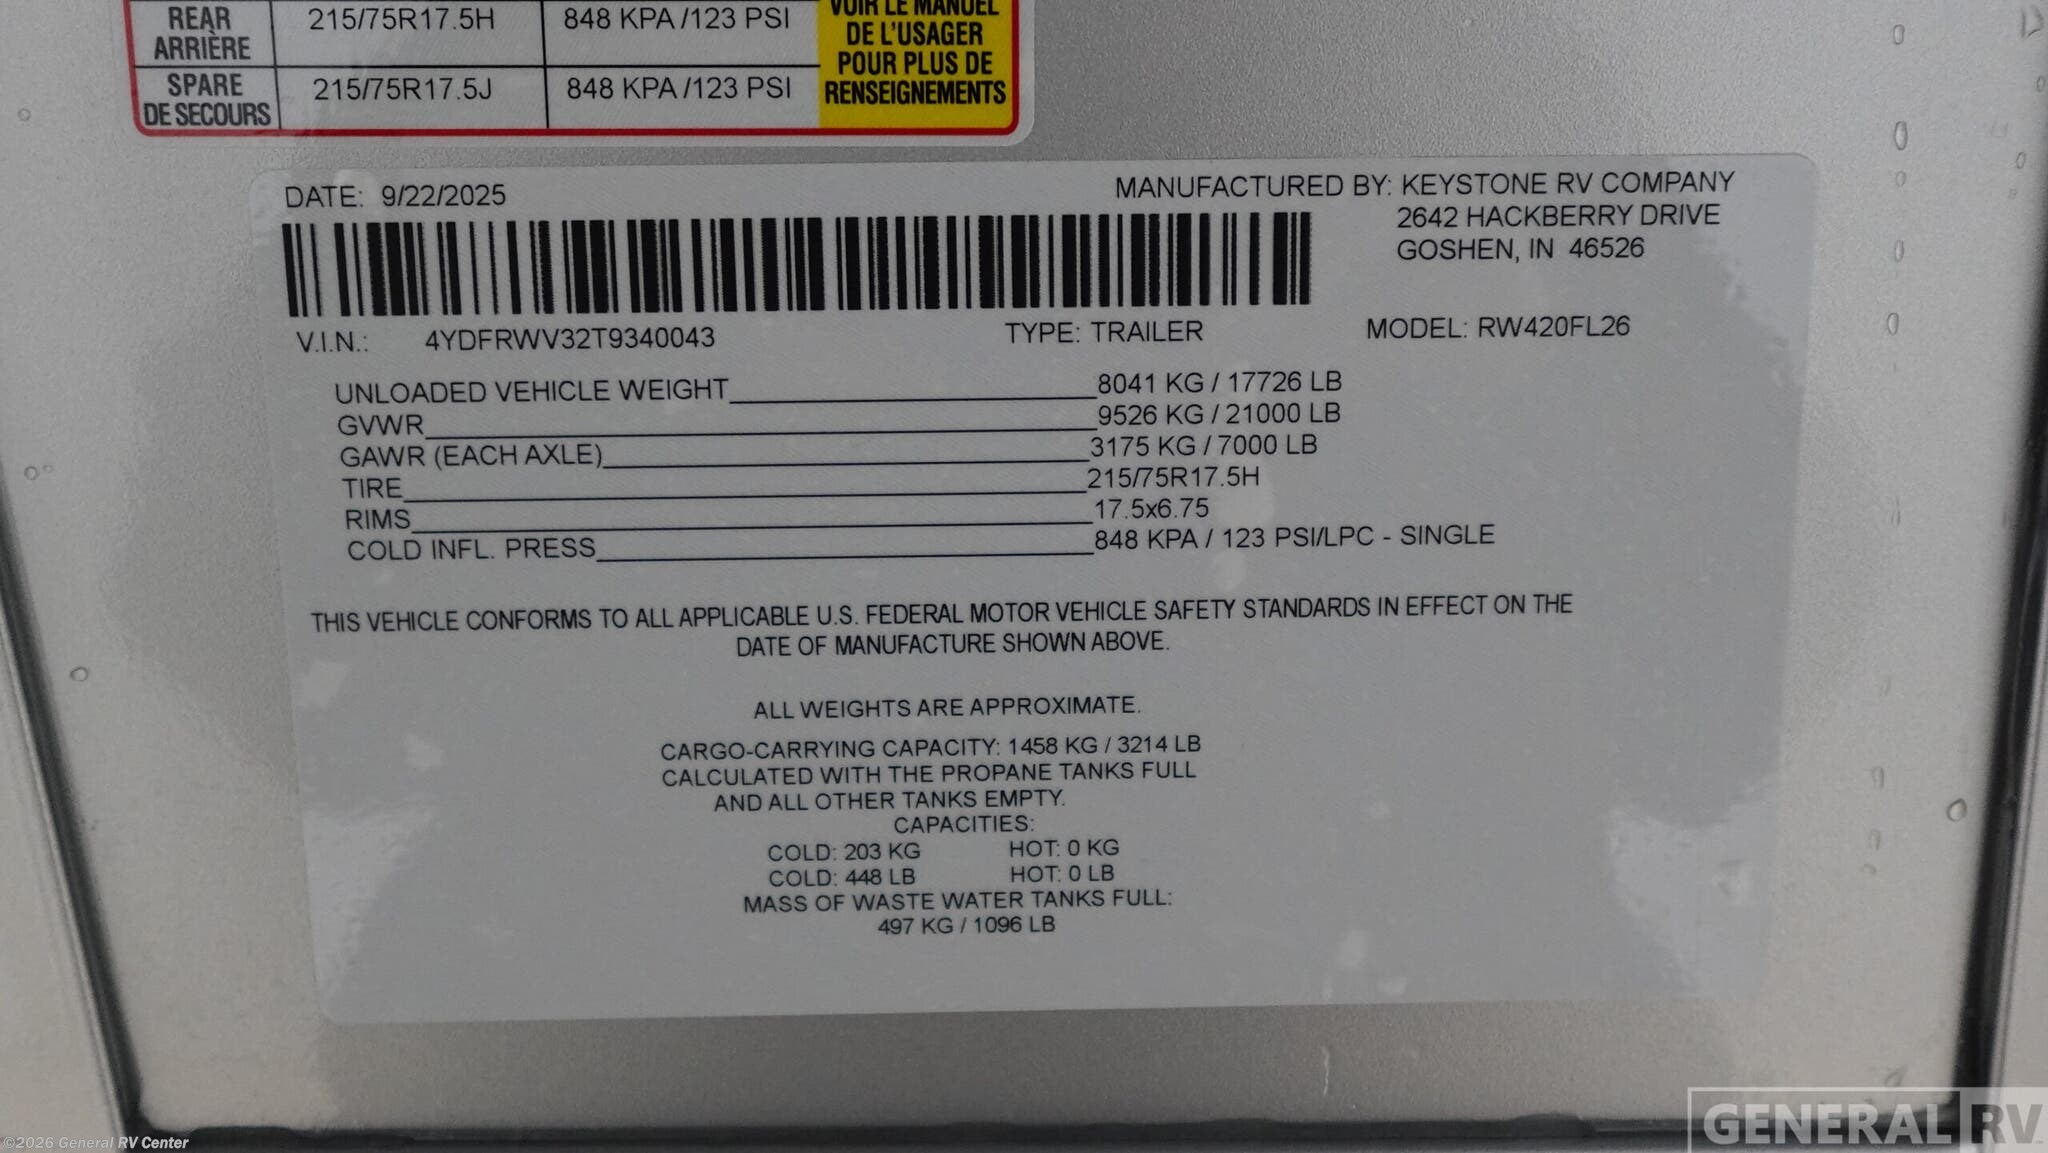 REAR
ARRIÈRE
215/75R17.5H
848 KPA /123 PSI
SPARE
DE SECOURS
215/75R17.5J
848 KPA /123 PSI
VOIR LE MANUEL
DE L'USAGER
POUR PLUS DE
RENSEIGNEMENTS
DATE: 9/22/2025
MANUFACTURED BY: KEYSTONE RV COMPANY
2642 HACKBERRY DRIVE
GOSHEN, IN 46526
V.I.N.: 4YDFRWV32T9340043 TYPE: TRAILER MODEL: RW420FL26
UNLOADED VEHICLE WEIGHT 8041 KG / 17726 LB
GVWR 9526 KG / 21000 LB
GAWR (EACH AXLE) 3175 KG / 7000 LB
TIRE 215/75R17.5H
RIMS 17.5x6.75
COLD INFL. PRESS 848 KPA / 123 PSI/LPC - SINGLE
THIS VEHICLE CONFORMS TO ALL APPLICABLE U.S. FEDERAL MOTOR VEHICLE SAFETY STANDARDS IN EFFECT ON THE
DATE OF MANUFACTURE SHOWN ABOVE.
ALL WEIGHTS ARE APPROXIMATE.
CARGO-CARRYING CAPACITY: 1458 KG / 3214 LB
CALCULATED WITH THE PROPANE TANKS FULL
AND ALL OTHER TANKS EMPTY.
CAPACITIES:
COLD: 203 KG HOT: 0 KG
COLD: 448 LB HOT: 0 LB
MASS OF WASTE WATER TANKS FULL:
497 KG / 1096 LB
©2026 General RV Center
GENERAL RV